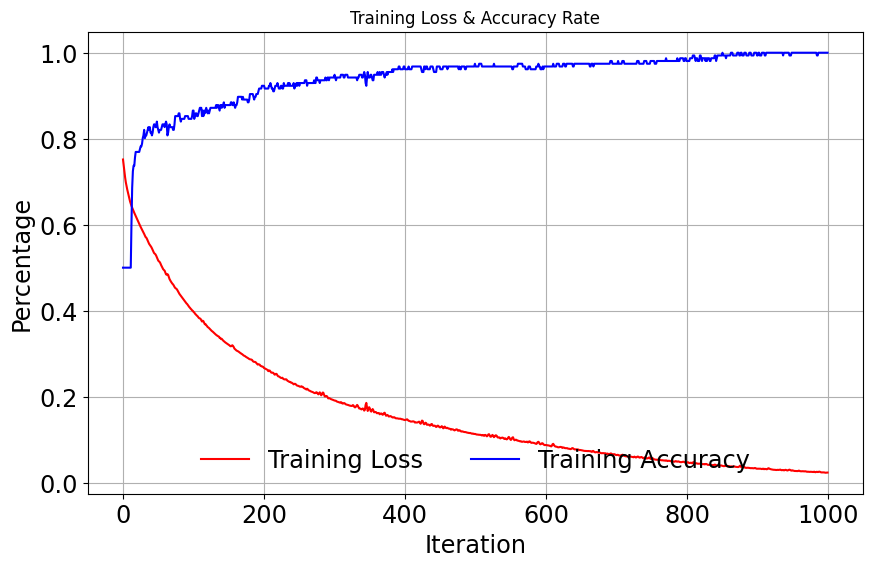 Training Loss & Accuracy Rate
1.0
0.8
0.6
0.4
0.2
0.0
Percentage
Training Loss Training Accuracy
0 200 400 600 800 1000
Iteration